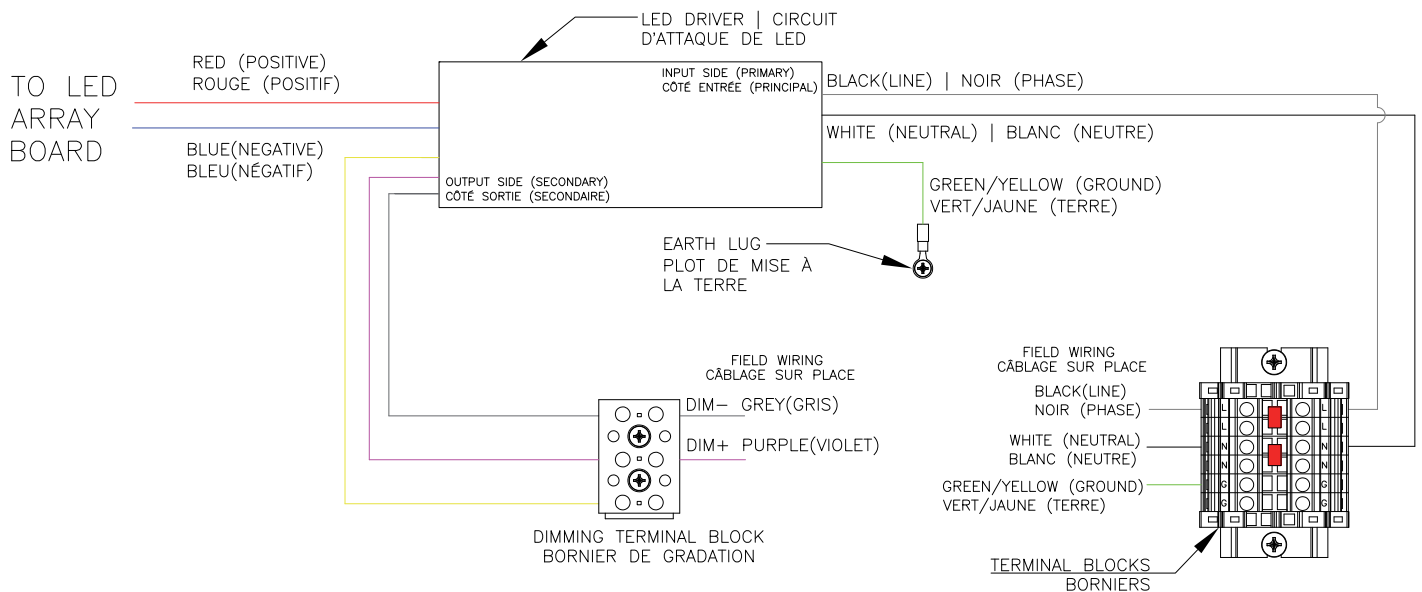 LED DRIVER | CIRCUIT
D'ATTAQUE DE LED
TO LED
ARRAY
BOARD
RED (POSITIVE)
ROUGE (POSITIF)
BLUE(NEGATIVE)
BLEU(NÉGATIF)
INPUT SIDE (PRIMARY)
CÔTÉ ENTRÉE (PRINCIPAL)
OUTPUT SIDE (SECONDARY)
CÔTÉ SORTIE (SECONDAIRE)
BLACK(LINE) | NOIR (PHASE)
WHITE (NEUTRAL) | BLANC (NEUTRE)
GREEN/YELLOW (GROUND)
VERT/JAUNE (TERRE)
EARTH LUG
PLOT DE MISE À
LA TERRE
FIELD WIRING
CÂBLAGE SUR PLACE
DIM- GREY(GRIS)
DIM+ PURPLE(VIOLET)
DIMMING TERMINAL BLOCK
BORNIER DE GRADATION
FIELD WIRING
CÂBLAGE SUR PLACE
BLACK(LINE)
NOIR (PHASE)
WHITE (NEUTRAL)
BLANC (NEUTRE)
GREEN/YELLOW (GROUND)
VERT/JAUNE (TERRE)
L L
L L
N N
N N
G G
G G
TERMINAL BLOCKS
BORNIERS